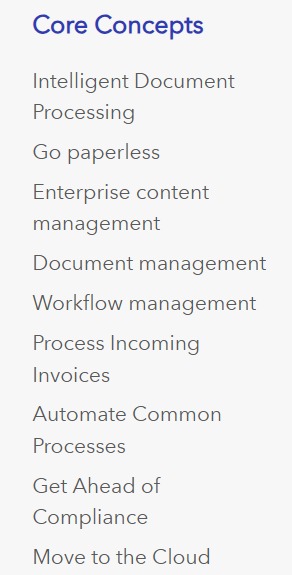 Core Concepts
Intelligent Document
Processing
Go paperless
Enterprise content
management
Document management
Workflow management
Process Incoming
Invoices
Automate Common
Processes
Get Ahead of
Compliance
Move to the Cloud